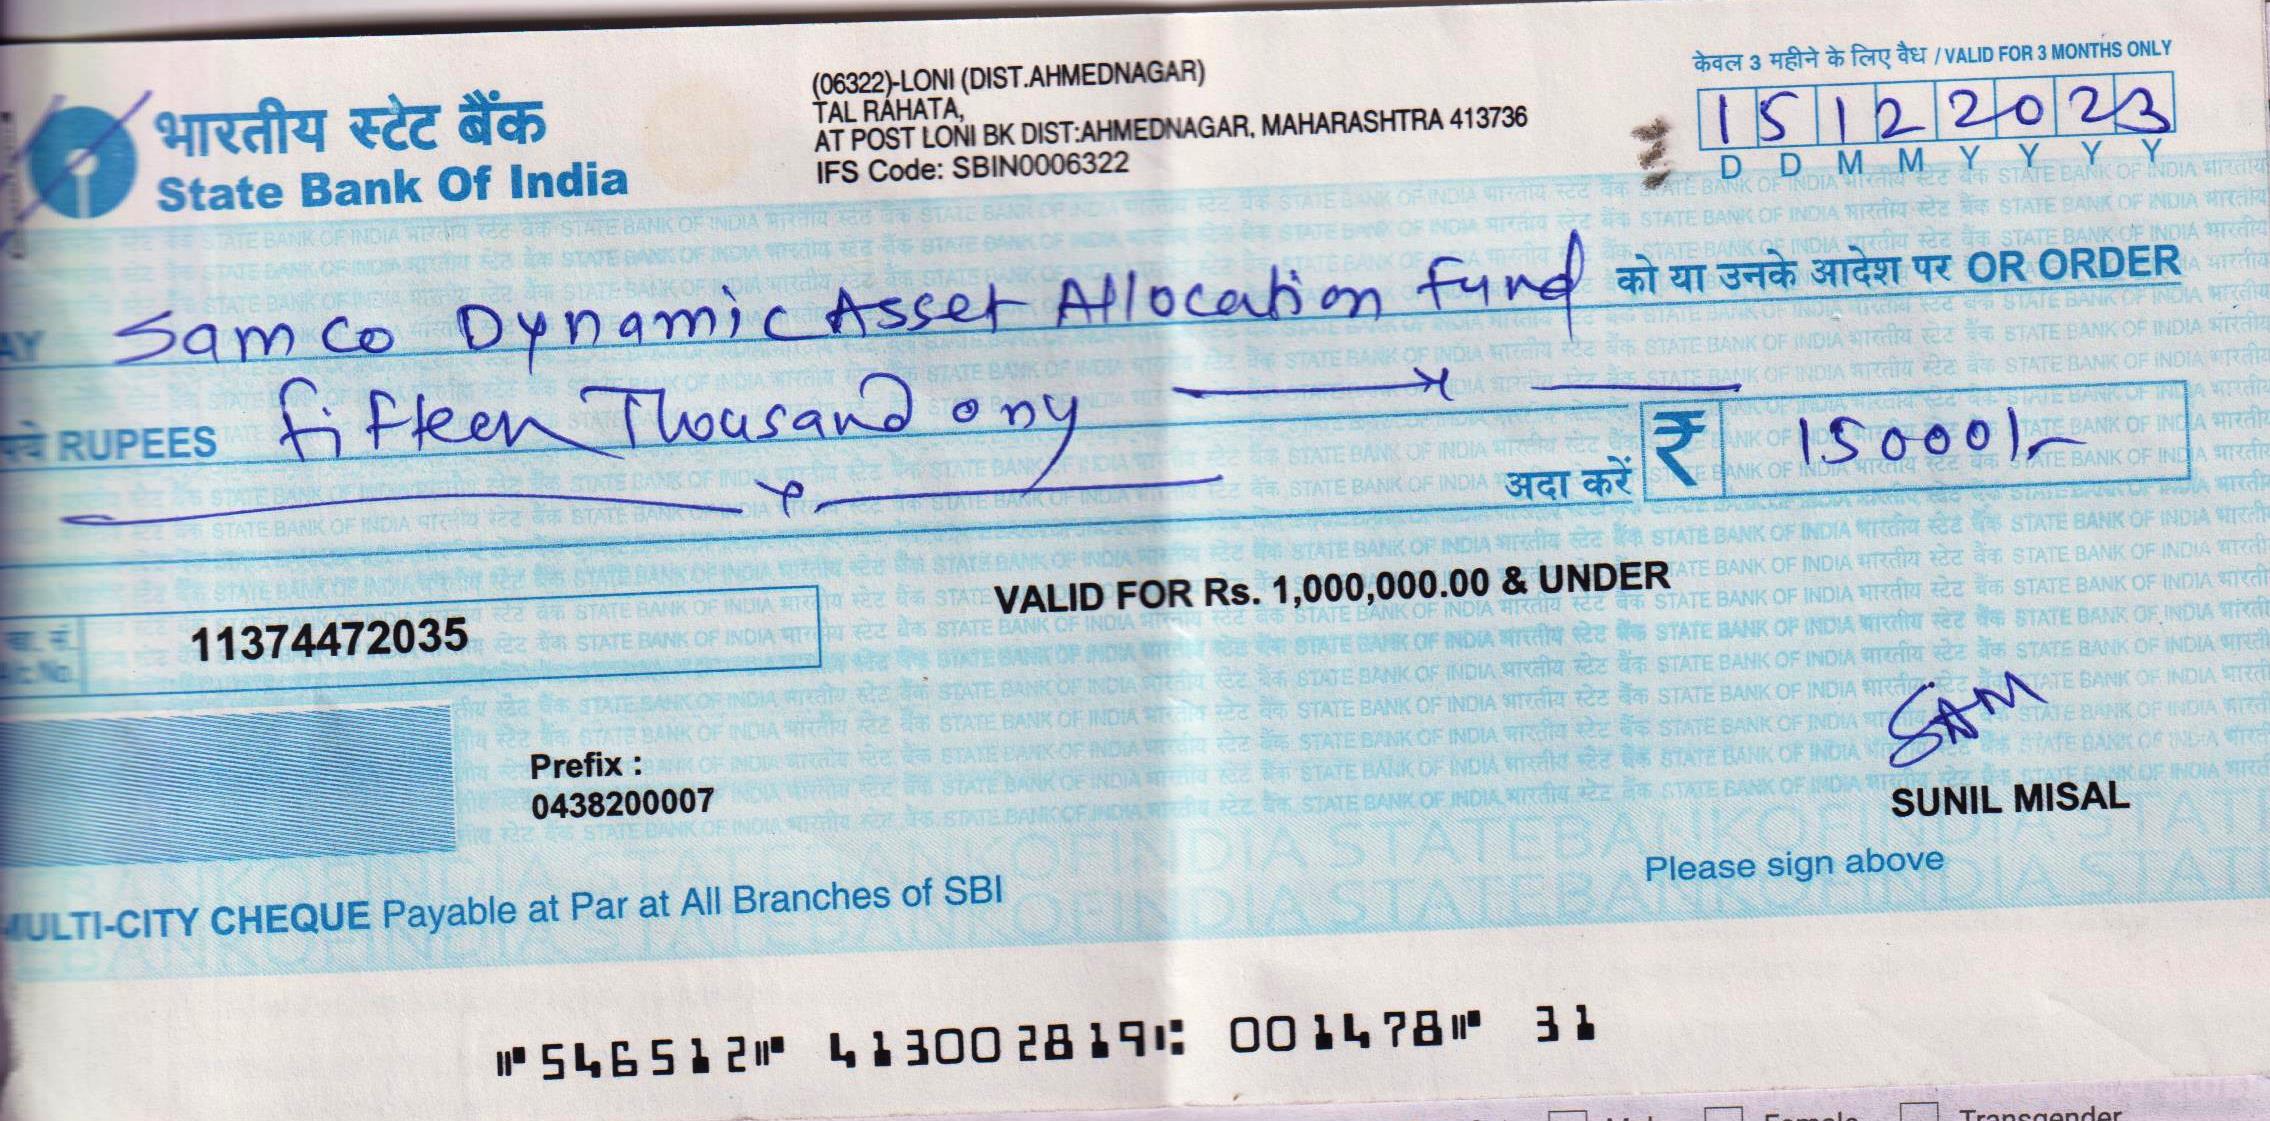 केवल 3 महीने के लिए वैध / VALID FOR 3 MONTHS ONLY
15122023
D D M M Y Y Y Y
भारतीय स्टेट बैंक
State Bank Of India
(06322)-LONI (DIST.AHMEDNAGAR)
TAL RAHATA,
AT POST LONI BK DIST:AHMEDNAGAR, MAHARASHTRA 413736
IFS Code: SBIN0006322
AY Samco Dynamic Asset Allocation Fund को या उनके आदेश पर OR ORDER
RUPEES fifteen Thousand ony
अदा करें ₹ 15000/-
VALID FOR Rs. 1,000,000.00 & UNDER
11374472035
Prefix :
0438200007
SAM
SUNIL MISAL
Please sign above
MULTI-CITY CHEQUE Payable at Par at All Branches of SBI
⑈546512⑈ 413002819⑆ 001478⑈ 31
Female Transgender